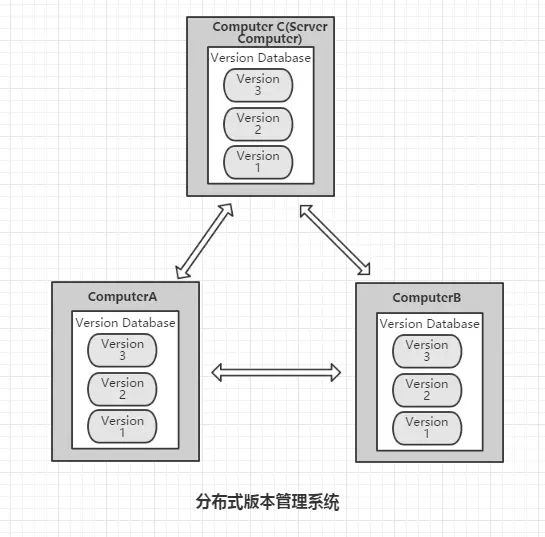 Computer C(Server
Computer)
Version Database
Version
3
Version
2
Version
1
ComputerA
Version Database
Version
3
Version
2
Version
1
ComputerB
Version Database
Version
3
Version
2
Version
1
分布式版本管理系统